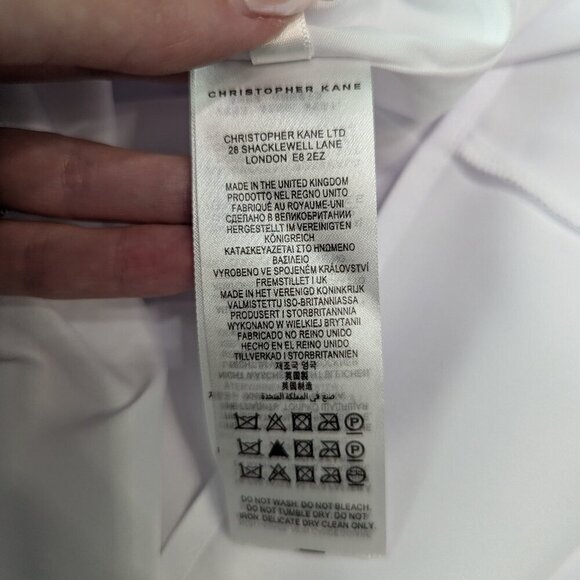 CHRISTOPHER KANE
CHRISTOPHER KANE LTD
28 SHACKLEWELL LANE
LONDON E8 2EZ
MADE IN THE UNITED KINGDOM
PRODOTTO NEL REGNO UNITO
FABRIQUÉ AU ROYAUME-UNI
СДЕЛАНО В ВЕЛИКОБРИТАНИИ
HERGESTELLT IM VEREINIGTEN
KÖNIGREICH
ΚΑΤΑΣΚΕΥΑΖΕΤΑΙ ΣΤΟ ΗΝΩΜΕΝΟ
ΒΑΣΙΛΕΙΟ
VYROBENO VE SPOJENÉM KRÁLOVSTVÍ
FREMSTILLET I UK
MADE IN HET VERENIGD KONINKRIJK
VALMISTETTU ISO-BRITANNIASSA
PRODUSERT I STORBRITANNNIA
WYKONANO W WIELKIEJ BRYTANII
FABRICADO NO REINO UNIDO
HECHO EN EL REINO UNIDO
TILLVERKAD I STORBRITANNIEN
제조국 영국
英国製
英国制造
صنع في المملكة المتحدة
DO NOT WASH. DO NOT BLEACH.
DO NOT TUMBLE DRY. DO NOT
IRON. DELICATE DRY CLEAN ONLY.